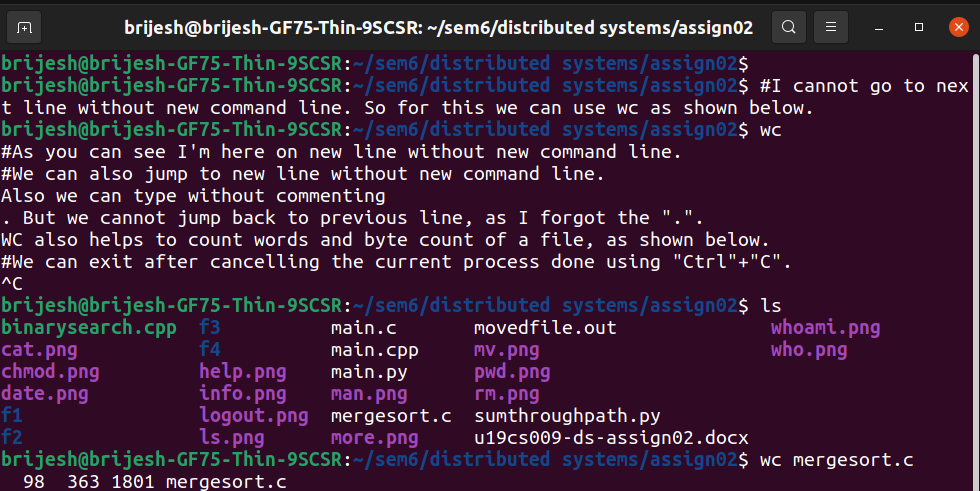 brijesh@brijesh-GF75-Thin-9SCSR: ~/sem6/distributed systems/assign02
brijesh@brijesh-GF75-Thin-9SCSR:~/sem6/distributed systems/assign02$
brijesh@brijesh-GF75-Thin-9SCSR:~/sem6/distributed systems/assign02$ #I cannot go to nex
t line without new command line. So for this we can use wc as shown below.
brijesh@brijesh-GF75-Thin-9SCSR:~/sem6/distributed systems/assign02$ wc
#As you can see I'm here on new line without new command line.
#We can also jump to new line without new command line.
Also we can type without commenting
. But we cannot jump back to previous line, as I forgot the ".".
WC also helps to count words and byte count of a file, as shown below.
#We can exit after cancelling the current process done using "Ctrl"+"C".
^C
brijesh@brijesh-GF75-Thin-9SCSR:~/sem6/distributed systems/assign02$ ls
binarysearch.cpp  f3          main.c       movedfile.out              whoami.png
cat.png           f4          main.cpp     mv.png                     who.png
chmod.png         help.png    main.py      pwd.png
date.png          info.png    man.png      rm.png
f1                logout.png  mergesort.c  sumthroughpath.py
f2                ls.png      more.png     u19cs009-ds-assign02.docx
brijesh@brijesh-GF75-Thin-9SCSR:~/sem6/distributed systems/assign02$ wc mergesort.c
  98  363 1801 mergesort.c